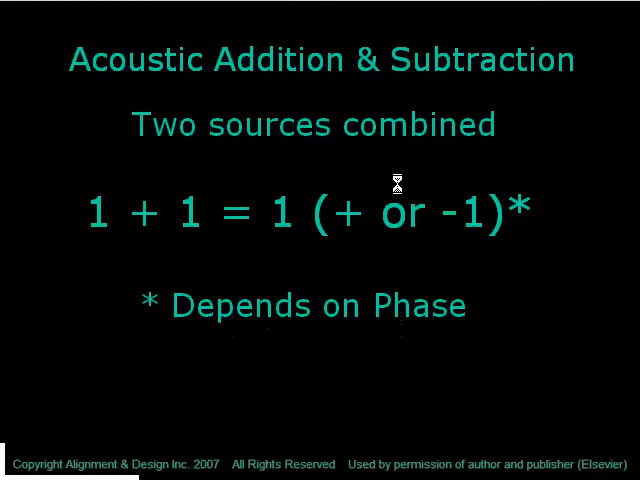 Acoustic Addition & Subtraction
Two sources combined
1 + 1 = 1 (+ or -1)*
* Depends on Phase
Copyright Alignment & Design Inc. 2007 All Rights Reserved Used by permission of author and publisher (Elsevier)